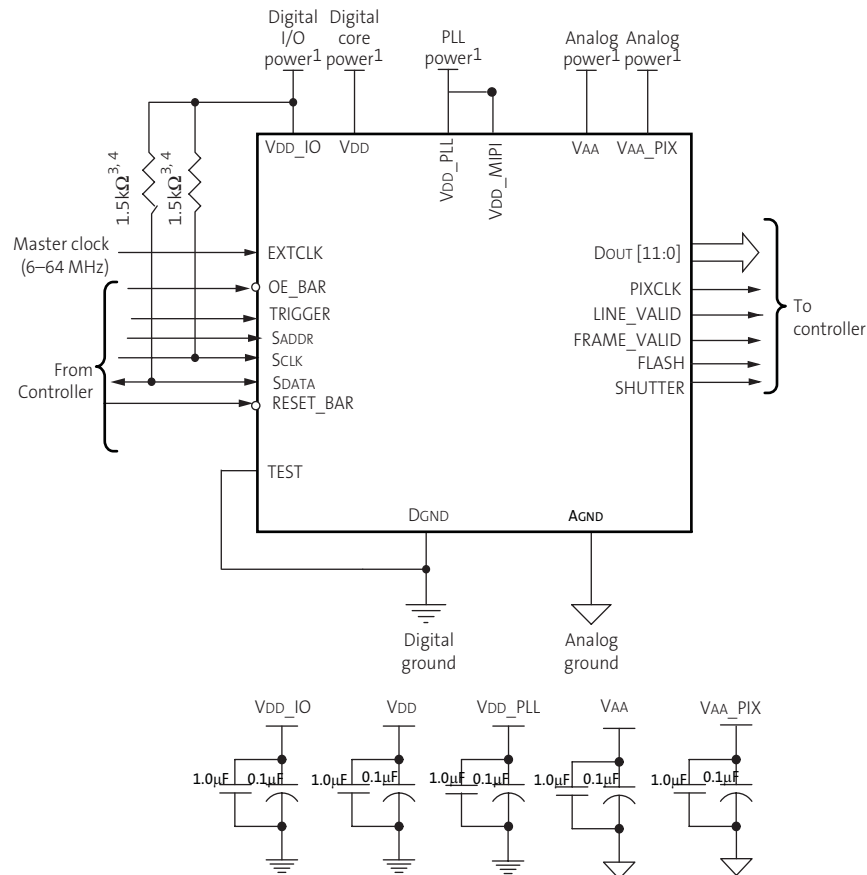 Digital
I/O
power1
Digital
core
power1
PLL
power1
Analog
power1
Analog
power1
VDD_IO
VDD
VDD_PLL
VDD_MIPI
VAA
VAA_PIX
1.5kΩ3, 4
1.5kΩ3, 4
Master clock
(6–64 MHz)
EXTCLK
OE_BAR
TRIGGER
SADDR
SCLK
SDATA
RESET_BAR
From
Controller
TEST
DOUT [11:0]
PIXCLK
LINE_VALID
FRAME_VALID
FLASH
SHUTTER
To
controller
DGND
AGND
Digital
ground
Analog
ground
VDD_IO
VDD
VDD_PLL
VAA
VAA_PIX
1.0μF
0.1μF
1.0μF
0.1μF
1.0μF
0.1μF
1.0μF
0.1μF
1.0μF
0.1μF